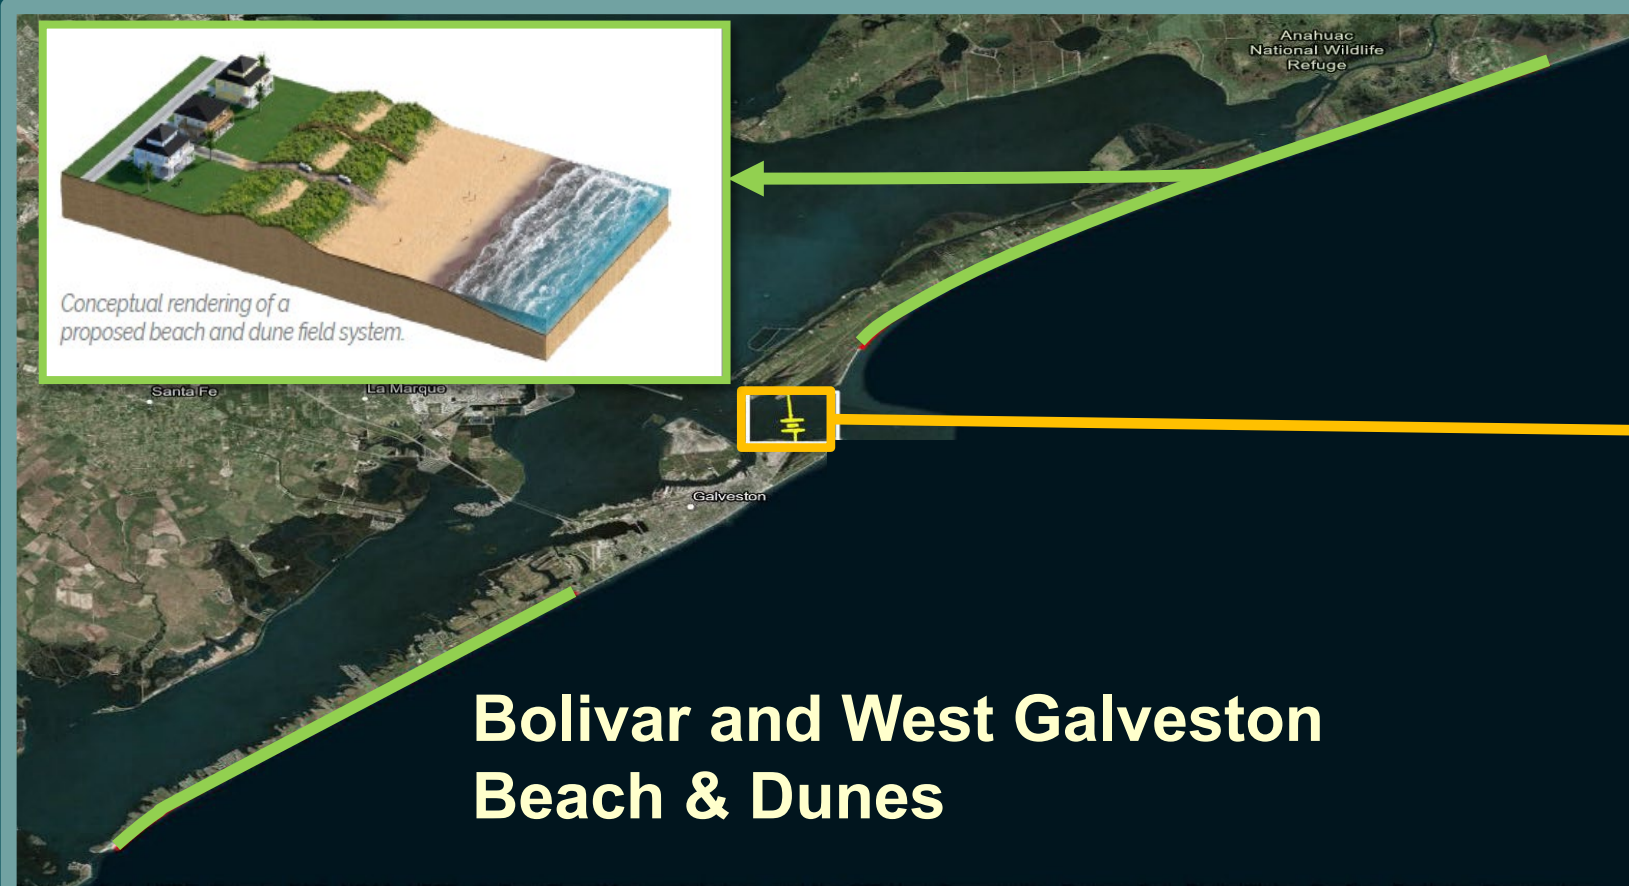 Anahuac
National Wildlife
Refuge
Conceptual rendering of a
proposed beach and dune field system.
Santa Fe
La Marque
Galveston
Bolivar and West Galveston
Beach & Dunes